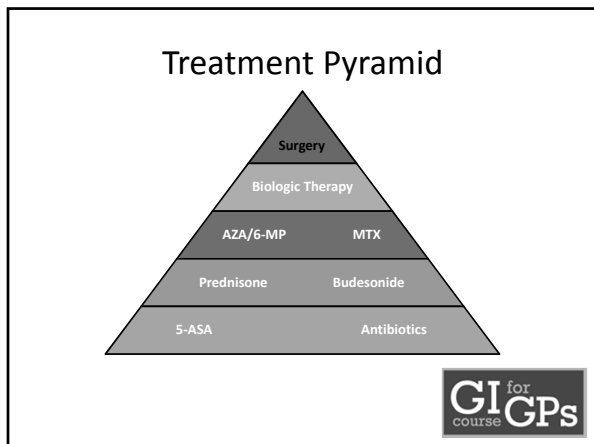 Treatment Pyramid
Surgery
Biologic Therapy
AZA/6-MP MTX
Prednisone Budesonide
5-ASA Antibiotics
GI for GPs
course